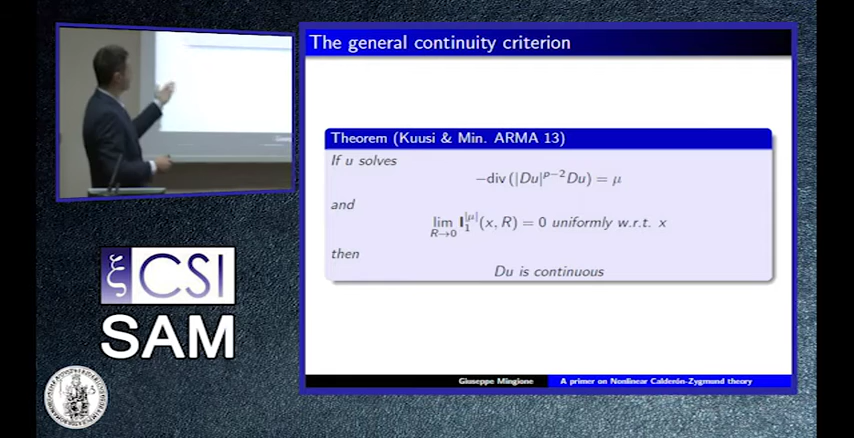 The general continuity criterion
Theorem (Kuusi & Min. ARMA 13)
If u solves
−div (|Du|^{p−2}Du) = μ
and
lim_{R→0} I_1^{|μ|}(x, R) = 0 uniformly w.r.t. x
then
Du is continuous
Giuseppe Mingione A primer on Nonlinear Calderón-Zygmund theory
ξCSI
SAM